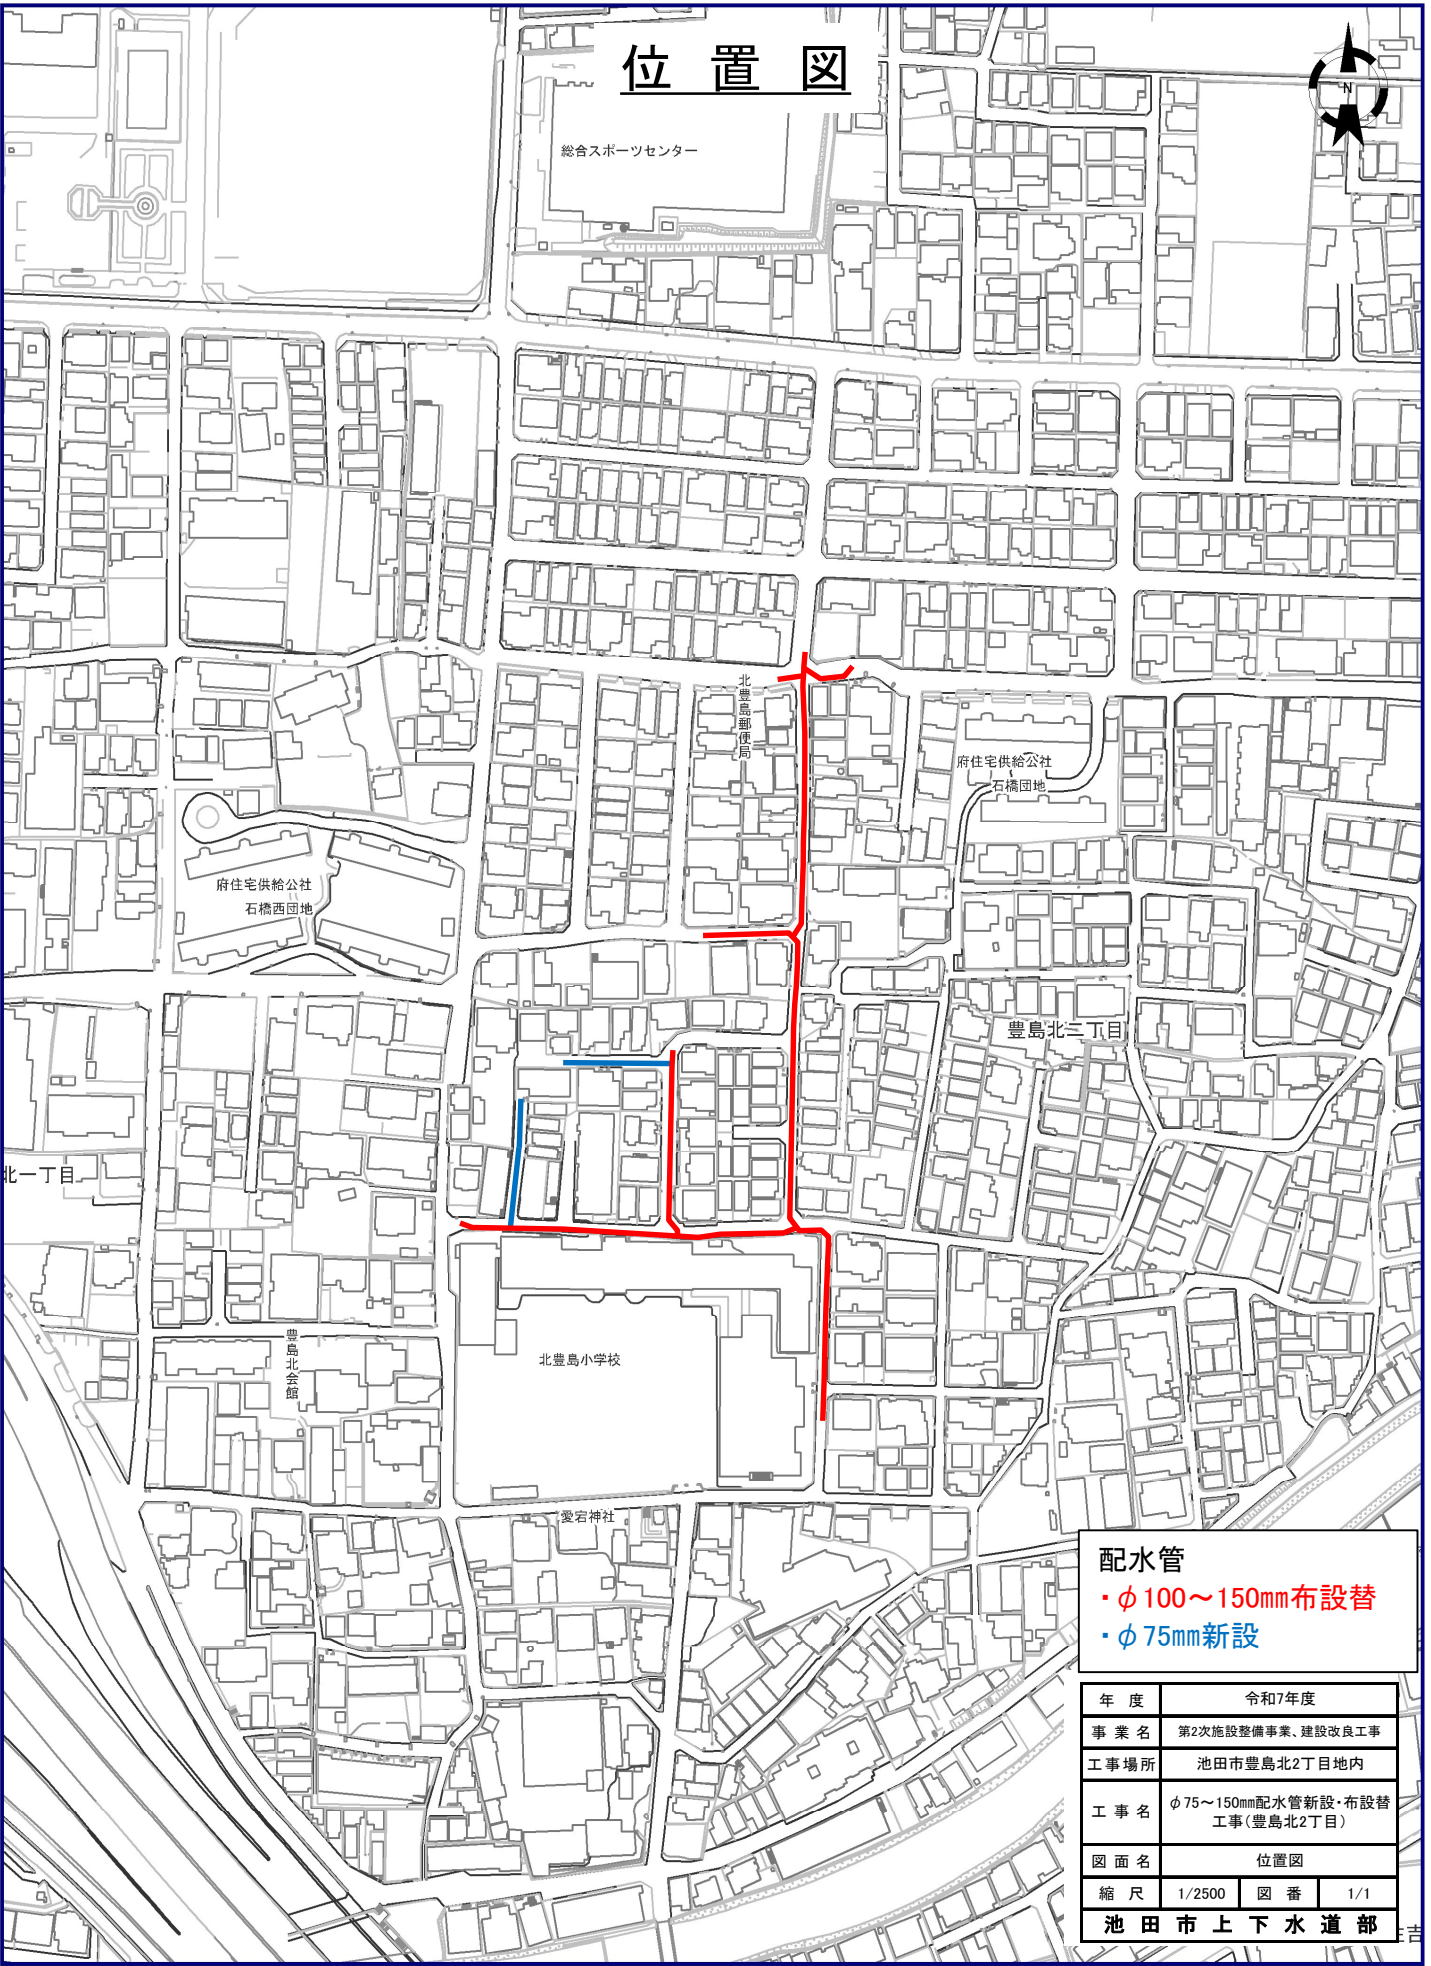 位 置 図
N
総合スポーツセンター
北豊島郵便局
府住宅供給公社
石橋団地
府住宅供給公社
石橋西団地
豊島北二丁目
北一丁目
豊島北会館
北豊島小学校
愛宕神社
配水管
・φ100～150mm布設替
・φ75mm新設
年 度 令和7年度
事 業 名 第2次施設整備事業、建設改良工事
工事場所 池田市豊島北2丁目地内
工 事 名 φ75～150mm配水管新設・布設替
工事(豊島北2丁目)
図 面 名 位置図
縮 尺 1/2500 図 番 1/1
池 田 市 上 下 水 道 部
吉